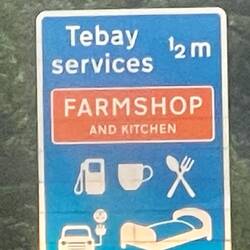 Tebay
services ½ m
FARMSHOP
AND KITCHEN